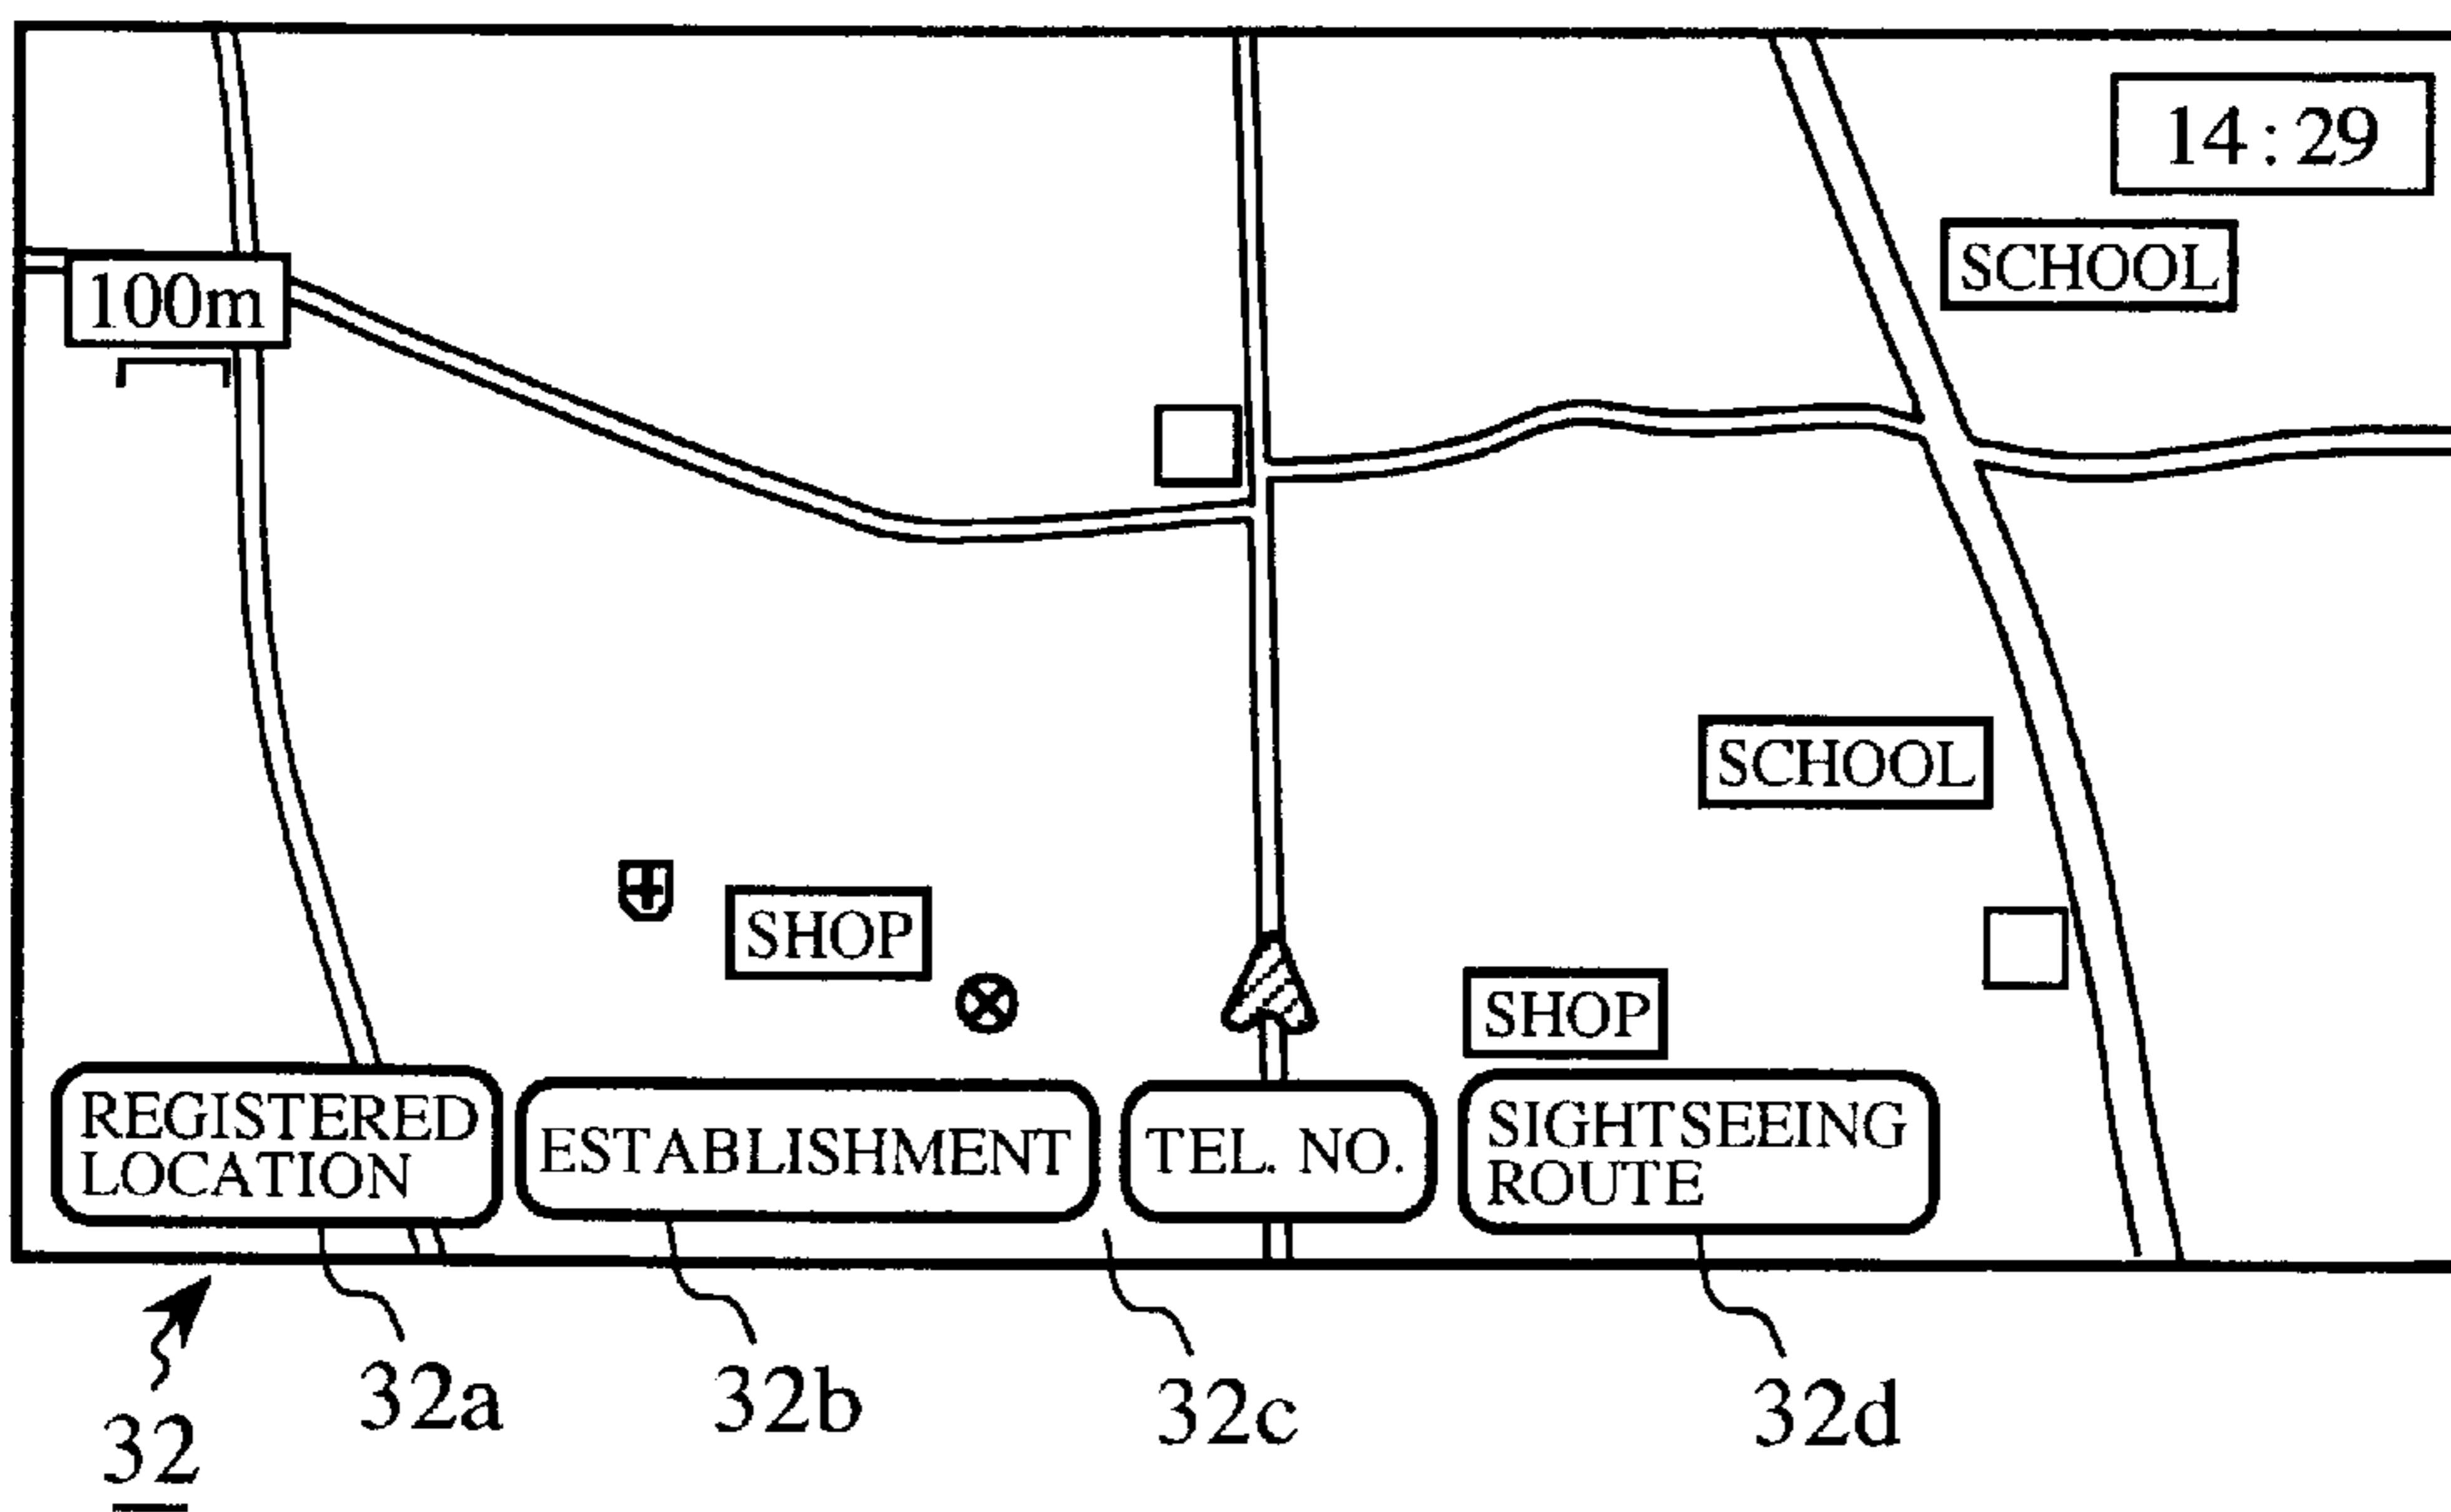 14:29
SCHOOL
100m
SCHOOL
SHOP
SHOP
REGISTERED
LOCATION
ESTABLISHMENT
TEL. NO.
SIGHTSEEING
ROUTE
32a
32b
32c
32d
32